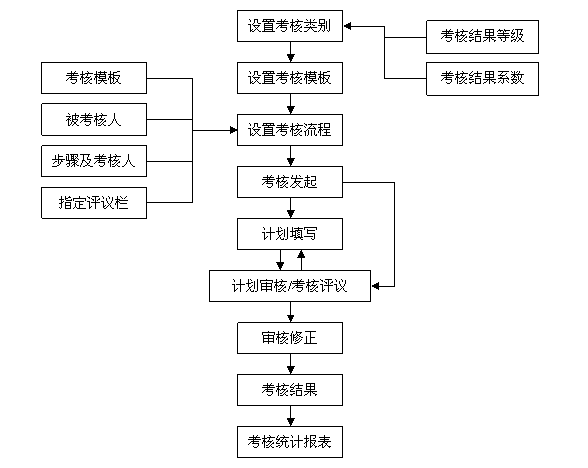 设置考核类别
考核结果等级
考核模板
设置考核模板
考核结果系数
被考核人
设置考核流程
步骤及考核人
考核发起
指定评议栏
计划填写
计划审核/考核评议
审核修正
考核结果
考核统计报表